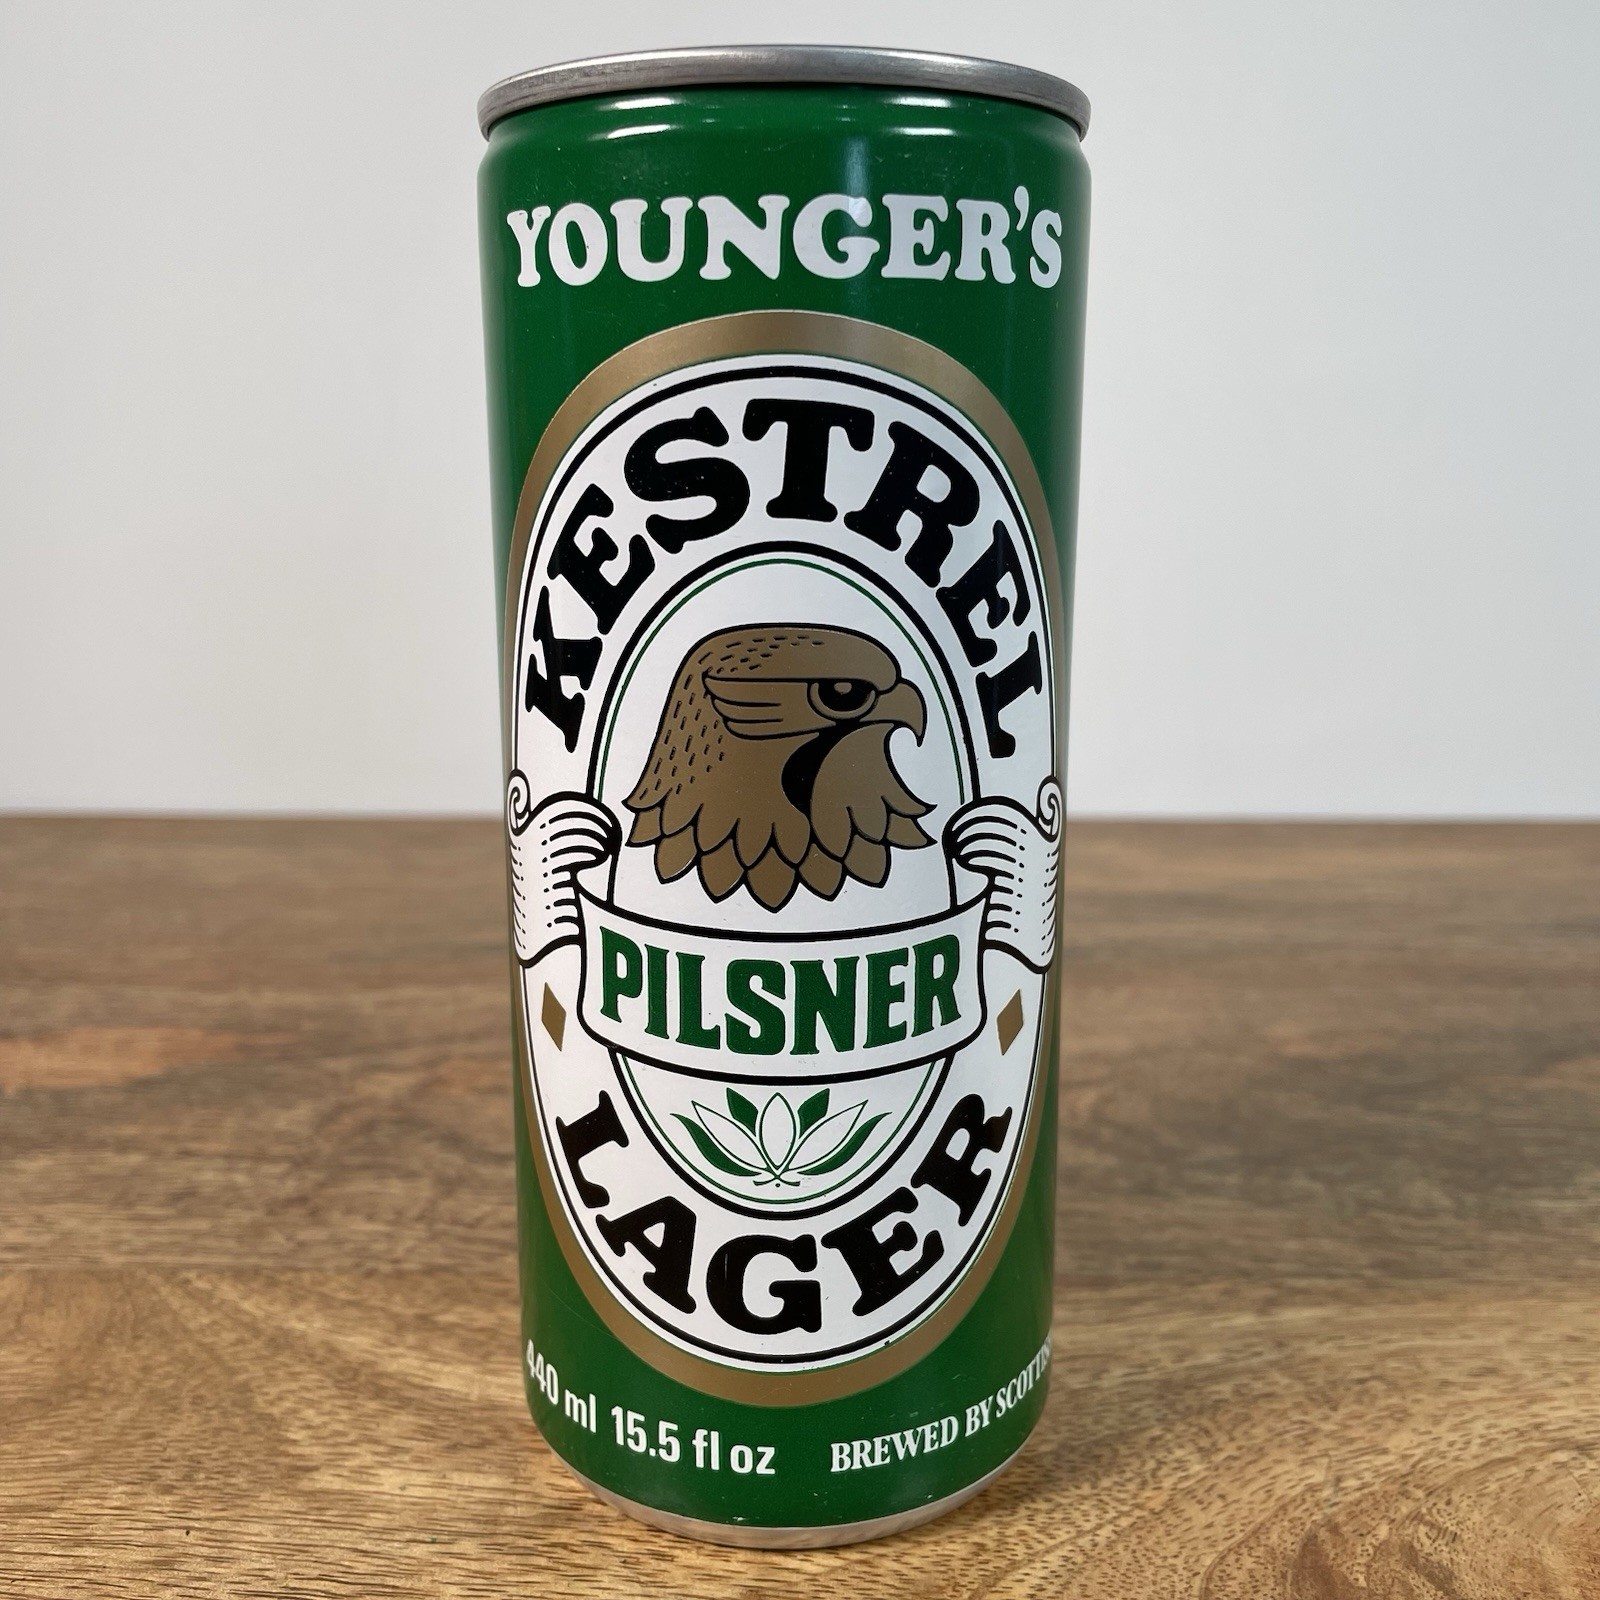 YOUNGER'S
KESTREL
PILSNER
LAGER
440 ml 15.5 fl oz
BREWED BY